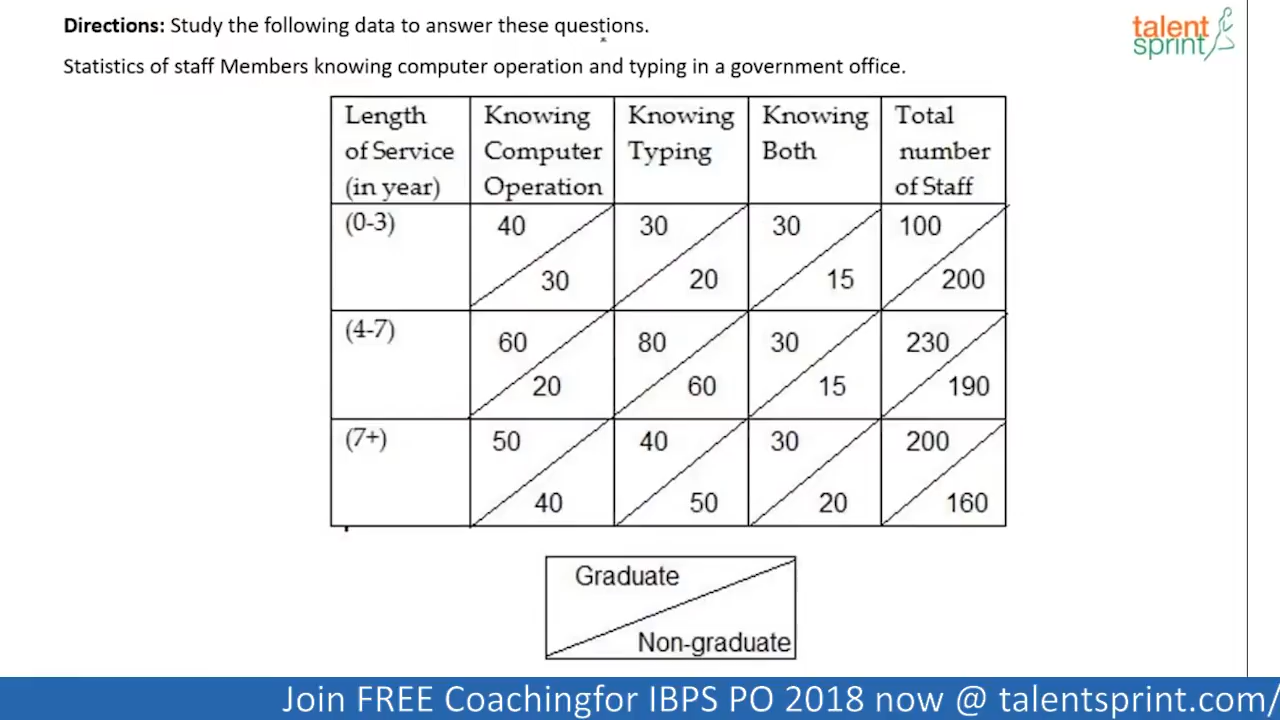 Directions: Study the following data to answer these questions.
talent
sprint
Statistics of staff Members knowing computer operation and typing in a government office.
Length of Service (in year) Knowing Computer Operation Knowing Typing Knowing Both Total number of Staff
(0-3) 40 30 30 20 30 15 100 200
(4-7) 60 20 80 60 30 15 230 190
(7+) 50 40 40 50 30 20 200 160
Graduate
Non-graduate
Join FREE Coachingfor IBPS PO 2018 now @ talentsprint.com/